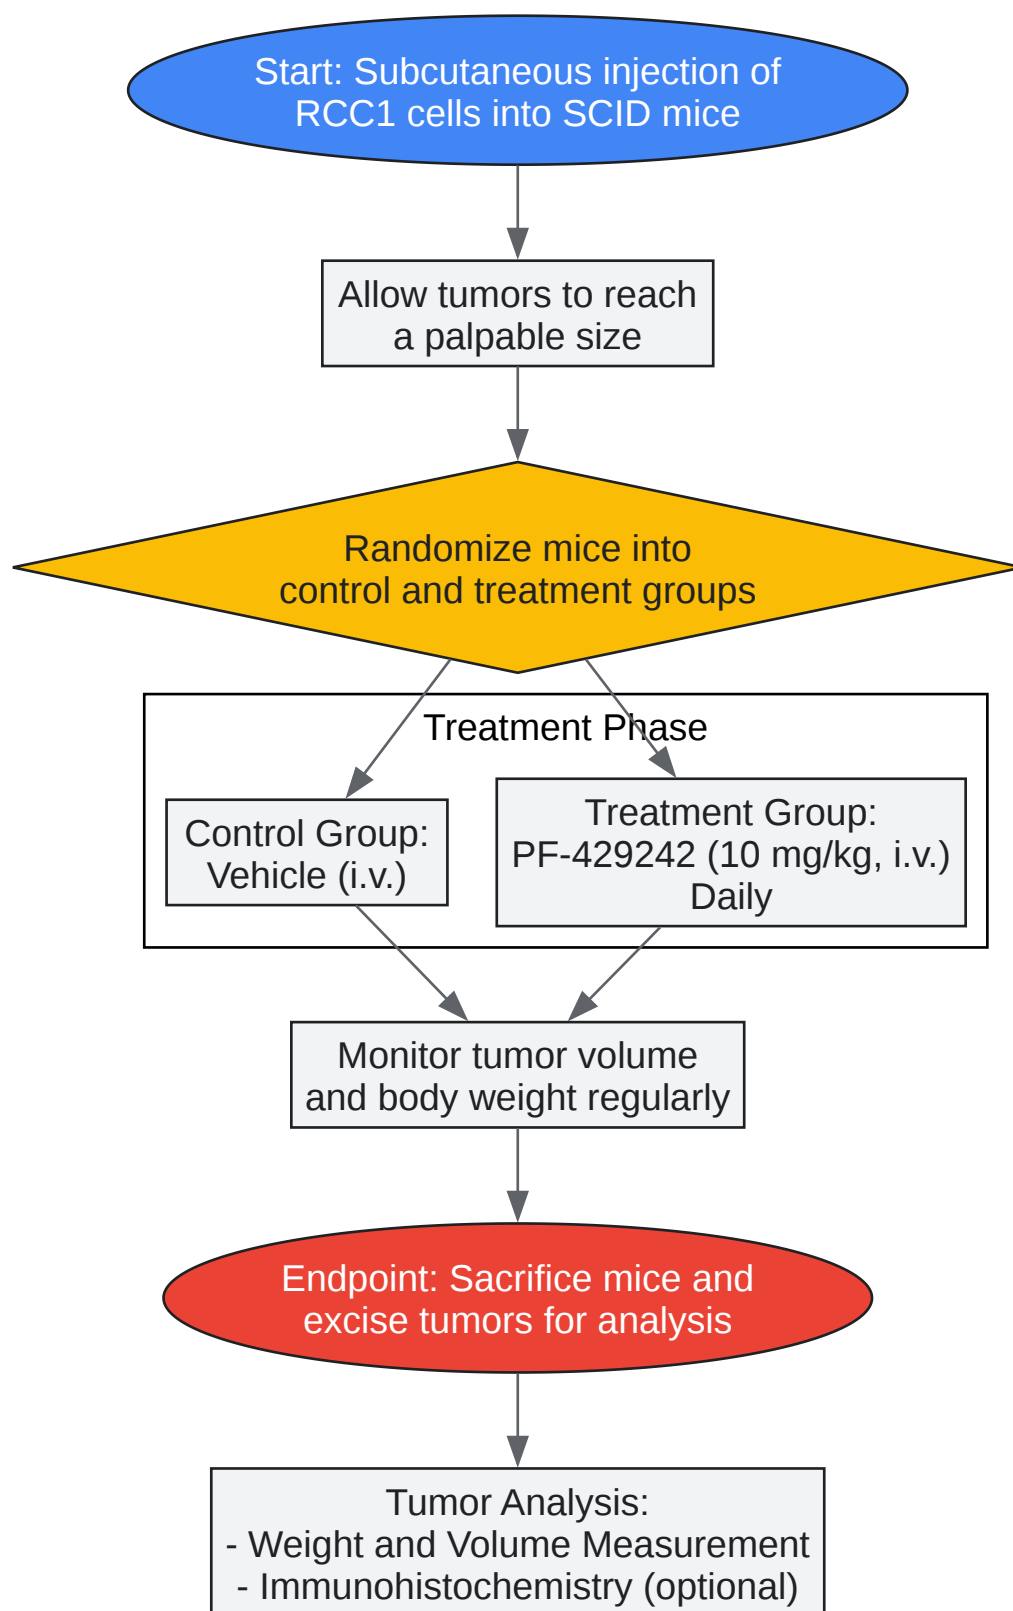 Start: Subcutaneous injection of
RCC1 cells into SCID mice
Allow tumors to reach
a palpable size
Randomize mice into
control and treatment groups
Treatment Phase
Control Group:
Vehicle (i.v.)
Treatment Group:
PF-429242 (10 mg/kg, i.v.)
Daily
Monitor tumor volume
and body weight regularly
Endpoint: Sacrifice mice and
excise tumors for analysis
Tumor Analysis:
- Weight and Volume Measurement
- Immunohistochemistry (optional)